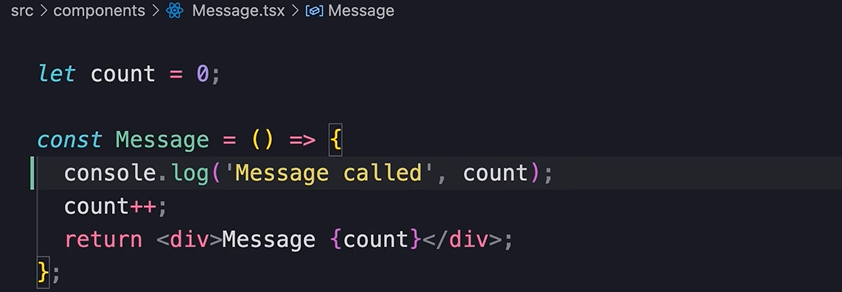 src > components > Message.tsx > Message
let count = 0;
const Message = () => {
console.log('Message called', count);
count++;
return <div>Message {count}</div>;
};